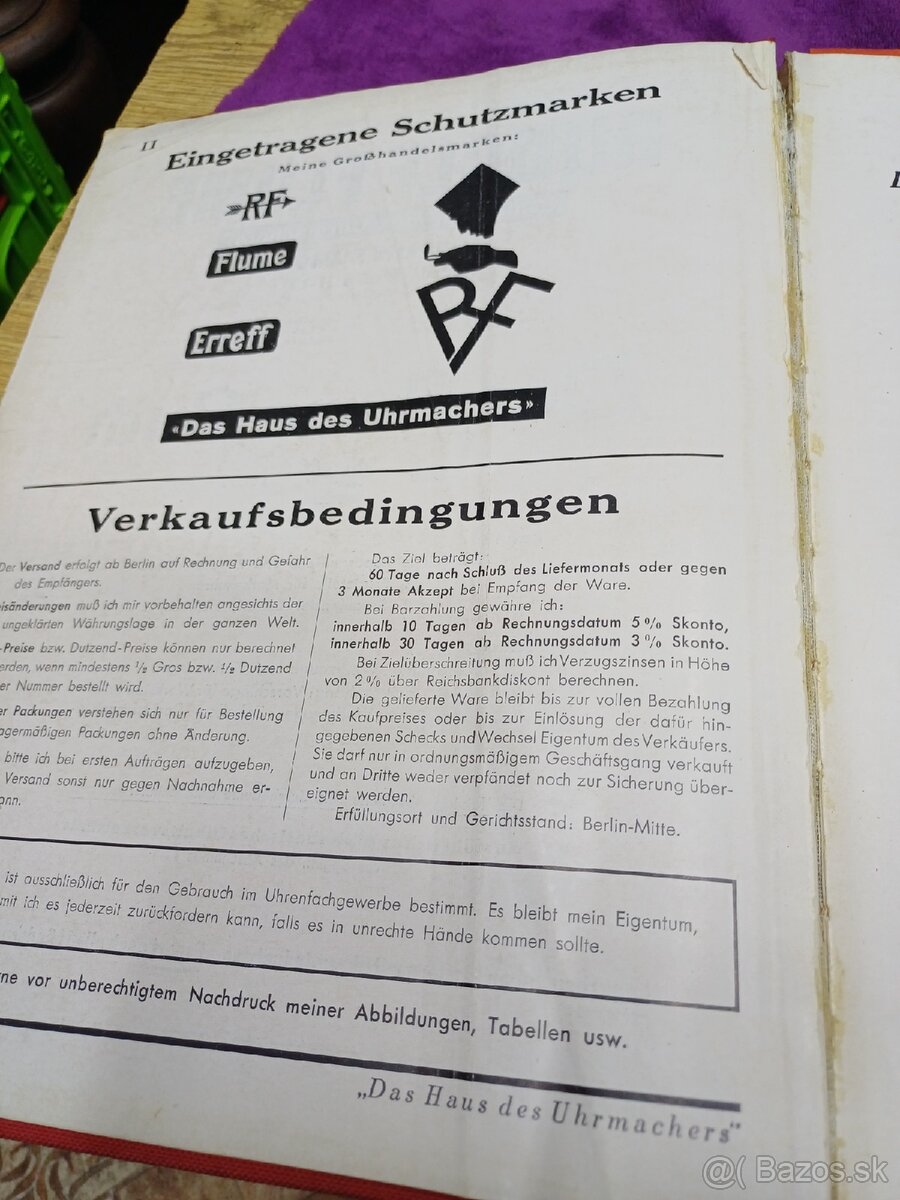 II
Eingetragene Schutzmarken
Meine Großhandelsmarken:
RF
Flume
Erreff
RF
«Das Haus des Uhrmachers»
Verkaufsbedingungen
Der Versand erfolgt ab Berlin auf Rechnung und Gefahr
des Empfängers.
isänderungen muß ich mir vorbehalten angesichts der
ungeklärten Währungslage in der ganzen Welt.
-Preise bzw. Dutzend-Preise können nur berechnet
erden, wenn mindestens ½ Gros bzw. ½ Dutzend
er Nummer bestellt wird.
er Packungen verstehen sich nur für Bestellung
agermäßigen Packungen ohne Änderung.
bitte ich bei ersten Aufträgen aufzugeben,
Versand sonst nur gegen Nachnahme er-
ann.
Das Ziel beträgt:
60 Tage nach Schluß des Liefermonats oder gegen
3 Monate Akzept bei Empfang der Ware.
Bei Barzahlung gewähre ich:
innerhalb 10 Tagen ab Rechnungsdatum 5% Skonto,
innerhalb 30 Tagen ab Rechnungsdatum 3% Skonto.
Bei Zielüberschreitung muß ich Verzugszinsen in Höhe
von 2% über Reichsbankdiskont berechnen.
Die gelieferte Ware bleibt bis zur vollen Bezahlung
des Kaufpreises oder bis zur Einlösung der dafür hin-
gegebenen Schecks und Wechsel Eigentum des Verkäufers.
Sie darf nur in ordnungsmäßigem Geschäftsgang verkauft
und an Dritte weder verpfändet noch zur Sicherung über-
eignet werden.
Erfüllungsort und Gerichtsstand: Berlin-Mitte.
ist ausschließlich für den Gebrauch im Uhrenfachgewerbe bestimmt. Es bleibt mein Eigentum,
mit ich es jederzeit zurückfordern kann, falls es in unrechte Hände kommen sollte.
ne vor unberechtigtem Nachdruck meiner Abbildungen, Tabellen usw.
„Das Haus des Uhrmachers"
@( Bazos.sk